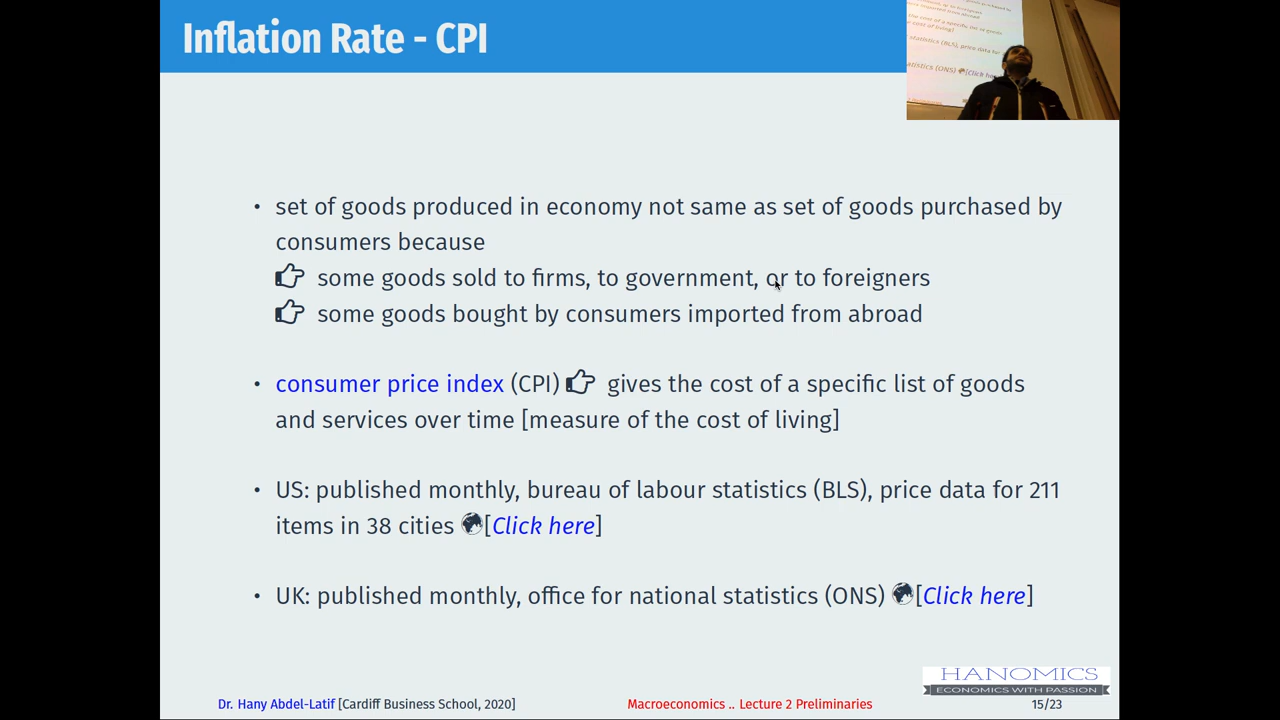 Inflation Rate - CPI
• set of goods produced in economy not same as set of goods purchased by
consumers because
some goods sold to firms, to government, or to foreigners
some goods bought by consumers imported from abroad
• consumer price index (CPI) gives the cost of a specific list of goods
and services over time [measure of the cost of living]
• US: published monthly, bureau of labour statistics (BLS), price data for 211
items in 38 cities [Click here]
• UK: published monthly, office for national statistics (ONS) [Click here]
HANOMICS
ECONOMICS WITH PASSION
Dr. Hany Abdel-Latif [Cardiff Business School, 2020] Macroeconomics .. Lecture 2 Preliminaries 15/23